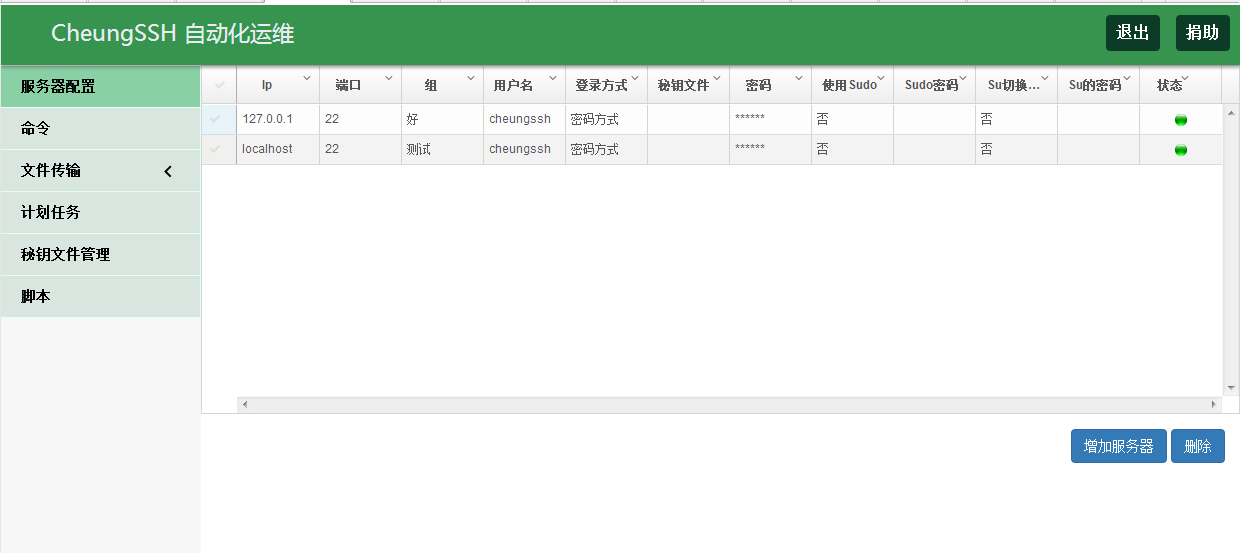 CheungSSH 自动化运维
退出
捐助
服务器配置
命令
文件传输
计划任务
秘钥文件管理
脚本
Ip 端口 组 用户名 登录方式 秘钥文件 密码 使用Sudo Sudo密码 Su切换... Su的密码 状态
127.0.0.1 22 好 cheungssh 密码方式 ****** 否 否
localhost 22 测试 cheungssh 密码方式 ****** 否 否
增加服务器 删除